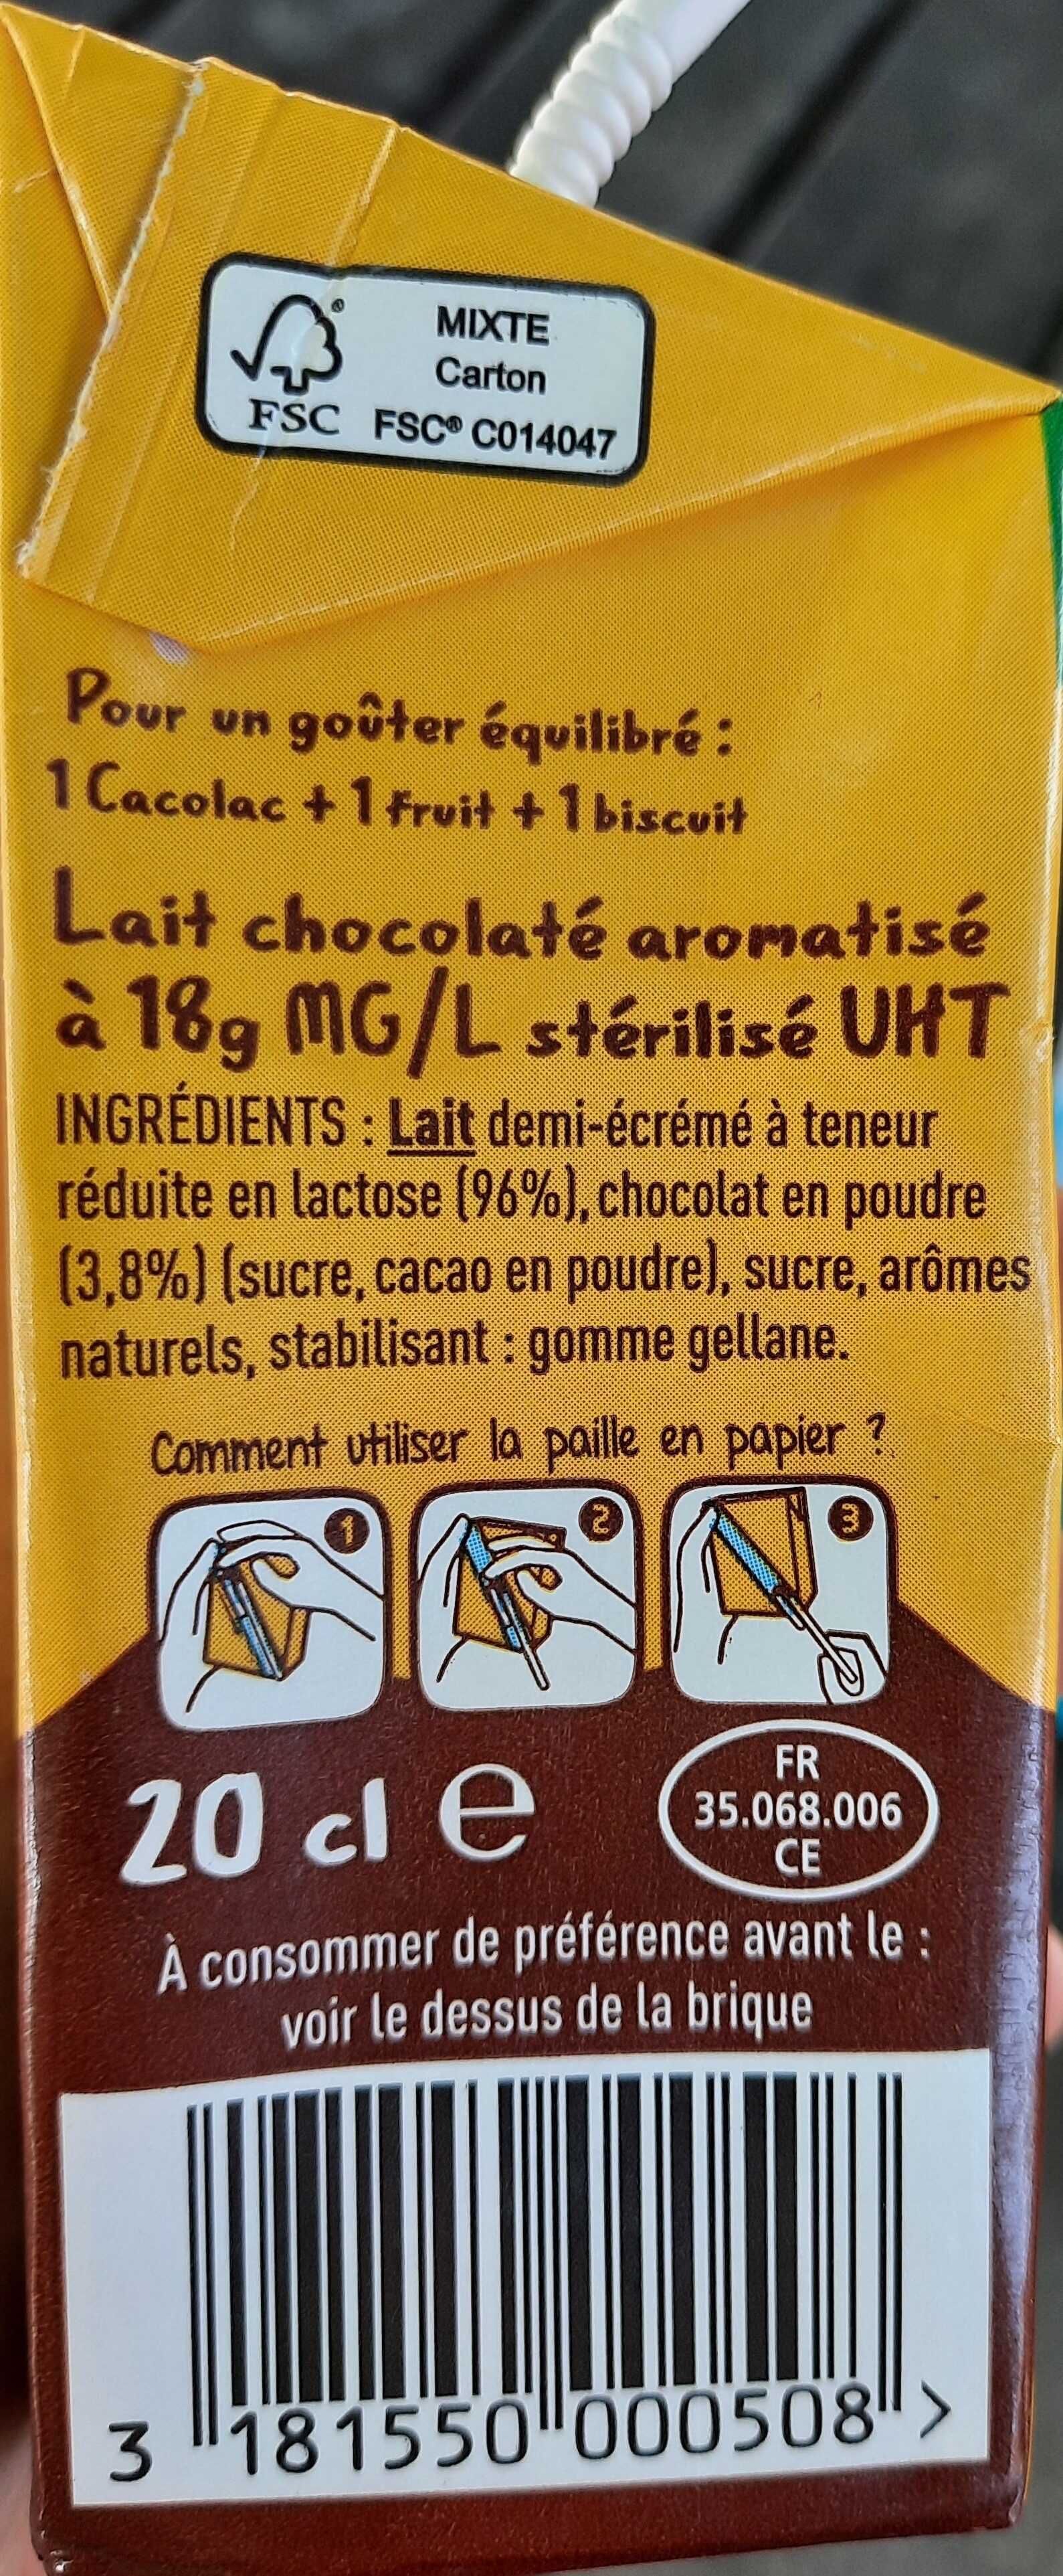 MIXTE
Carton
FSC® C014047
®
FSC
Pour un goûter équilibré :
1 Cacolac + 1 fruit + 1 biscuit
Lait chocolaté aromatisé
à 18g MG/L stérilisé UHT
INGRÉDIENTS : Lait demi-écrémé à teneur
réduite en lactose (96%), chocolat en poudre
(3,8%) (sucre, cacao en poudre), sucre, arômes
naturels, stabilisant : gomme gellane.
Comment utiliser la paille en papier ?
1
2
3
20 cl e
FR
35.068.006
CE
À consommer de préférence avant le :
voir le dessus de la brique
3 181550 000508 >